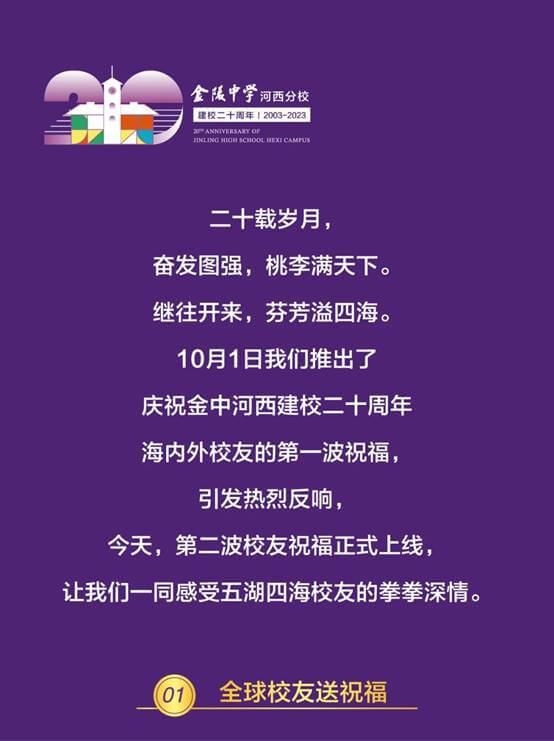 20
金陵中学 河西分校
建校二十周年 | 2003-2023
20TH ANNIVERSARY OF
JINLING HIGH SCHOOL HEXI CAMPUS
二十载岁月，
奋发图强，桃李满天下。
继往开来，芬芳溢四海。
10月1日我们推出了
庆祝金中河西建校二十周年
海内外校友的第一波祝福，
引发热烈反响，
今天，第二波校友祝福正式上线，
让我们一同感受五湖四海校友的拳拳深情。
01 全球校友送祝福